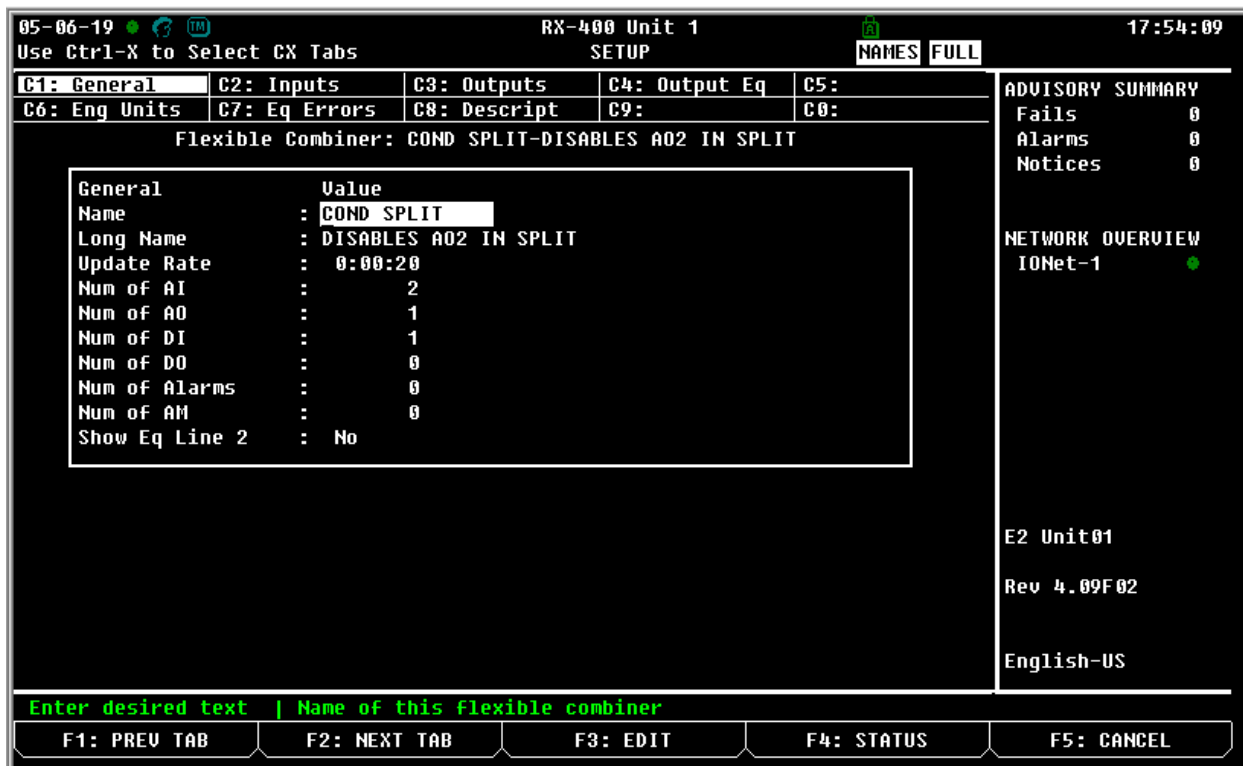 05-06-19 TM RX-400 Unit 1 A 17:54:09
Use Ctrl-X to Select CX Tabs SETUP NAMES FULL
C1: General C2: Inputs C3: Outputs C4: Output Eq C5:
C6: Eng Units C7: Eq Errors C8: Descript C9: C0:
Flexible Combiner: COND SPLIT-DISABLES AO2 IN SPLIT
General Value
Name : COND SPLIT
Long Name : DISABLES AO2 IN SPLIT
Update Rate : 0:00:20
Num of AI : 2
Num of AO : 1
Num of DI : 1
Num of DO : 0
Num of Alarms : 0
Num of AM : 0
Show Eq Line 2 : No
ADVISORY SUMMARY
Fails 0
Alarms 0
Notices 0
NETWORK OVERVIEW
IONet-1
E2 Unit01
Rev 4.09F02
English-US
Enter desired text | Name of this flexible combiner
F1: PREV TAB F2: NEXT TAB F3: EDIT F4: STATUS F5: CANCEL